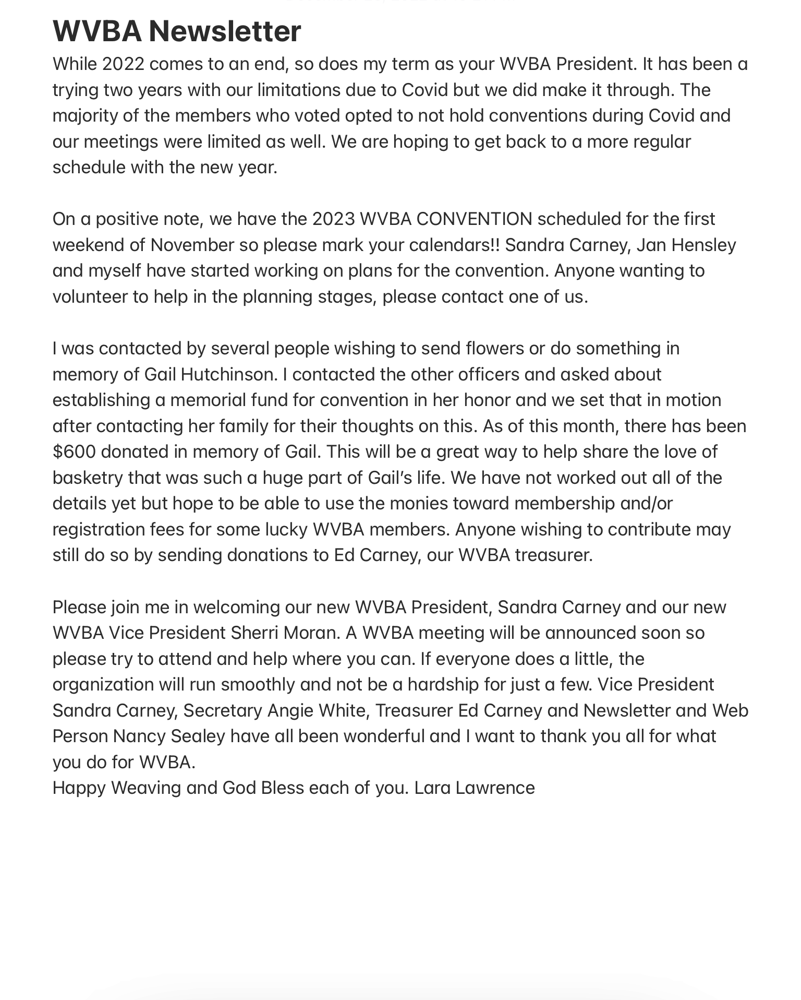 WVBA Newsletter
While 2022 comes to an end, so does my term as your WVBA President. It has been a
trying two years with our limitations due to Covid but we did make it through. The
majority of the members who voted opted to not hold conventions during Covid and
our meetings were limited as well. We are hoping to get back to a more regular
schedule with the new year.
On a positive note, we have the 2023 WVBA CONVENTION scheduled for the first
weekend of November so please mark your calendars!! Sandra Carney, Jan Hensley
and myself have started working on plans for the convention. Anyone wanting to
volunteer to help in the planning stages, please contact one of us.
I was contacted by several people wishing to send flowers or do something in
memory of Gail Hutchinson. I contacted the other officers and asked about
establishing a memorial fund for convention in her honor and we set that in motion
after contacting her family for their thoughts on this. As of this month, there has been
$600 donated in memory of Gail. This will be a great way to help share the love of
basketry that was such a huge part of Gail’s life. We have not worked out all of the
details yet but hope to be able to use the monies toward membership and/or
registration fees for some lucky WVBA members. Anyone wishing to contribute may
still do so by sending donations to Ed Carney, our WVBA treasurer.
Please join me in welcoming our new WVBA President, Sandra Carney and our new
WVBA Vice President Sherri Moran. A WVBA meeting will be announced soon so
please try to attend and help where you can. If everyone does a little, the
organization will run smoothly and not be a hardship for just a few. Vice President
Sandra Carney, Secretary Angie White, Treasurer Ed Carney and Newsletter and Web
Person Nancy Sealey have all been wonderful and I want to thank you all for what
you do for WVBA.
Happy Weaving and God Bless each of you. Lara Lawrence